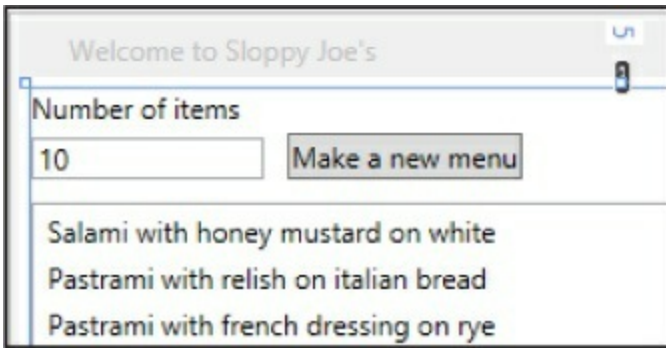 Welcome to Sloppy Joe's
5
Number of items
10
Make a new menu
Salami with honey mustard on white
Pastrami with relish on italian bread
Pastrami with french dressing on rye